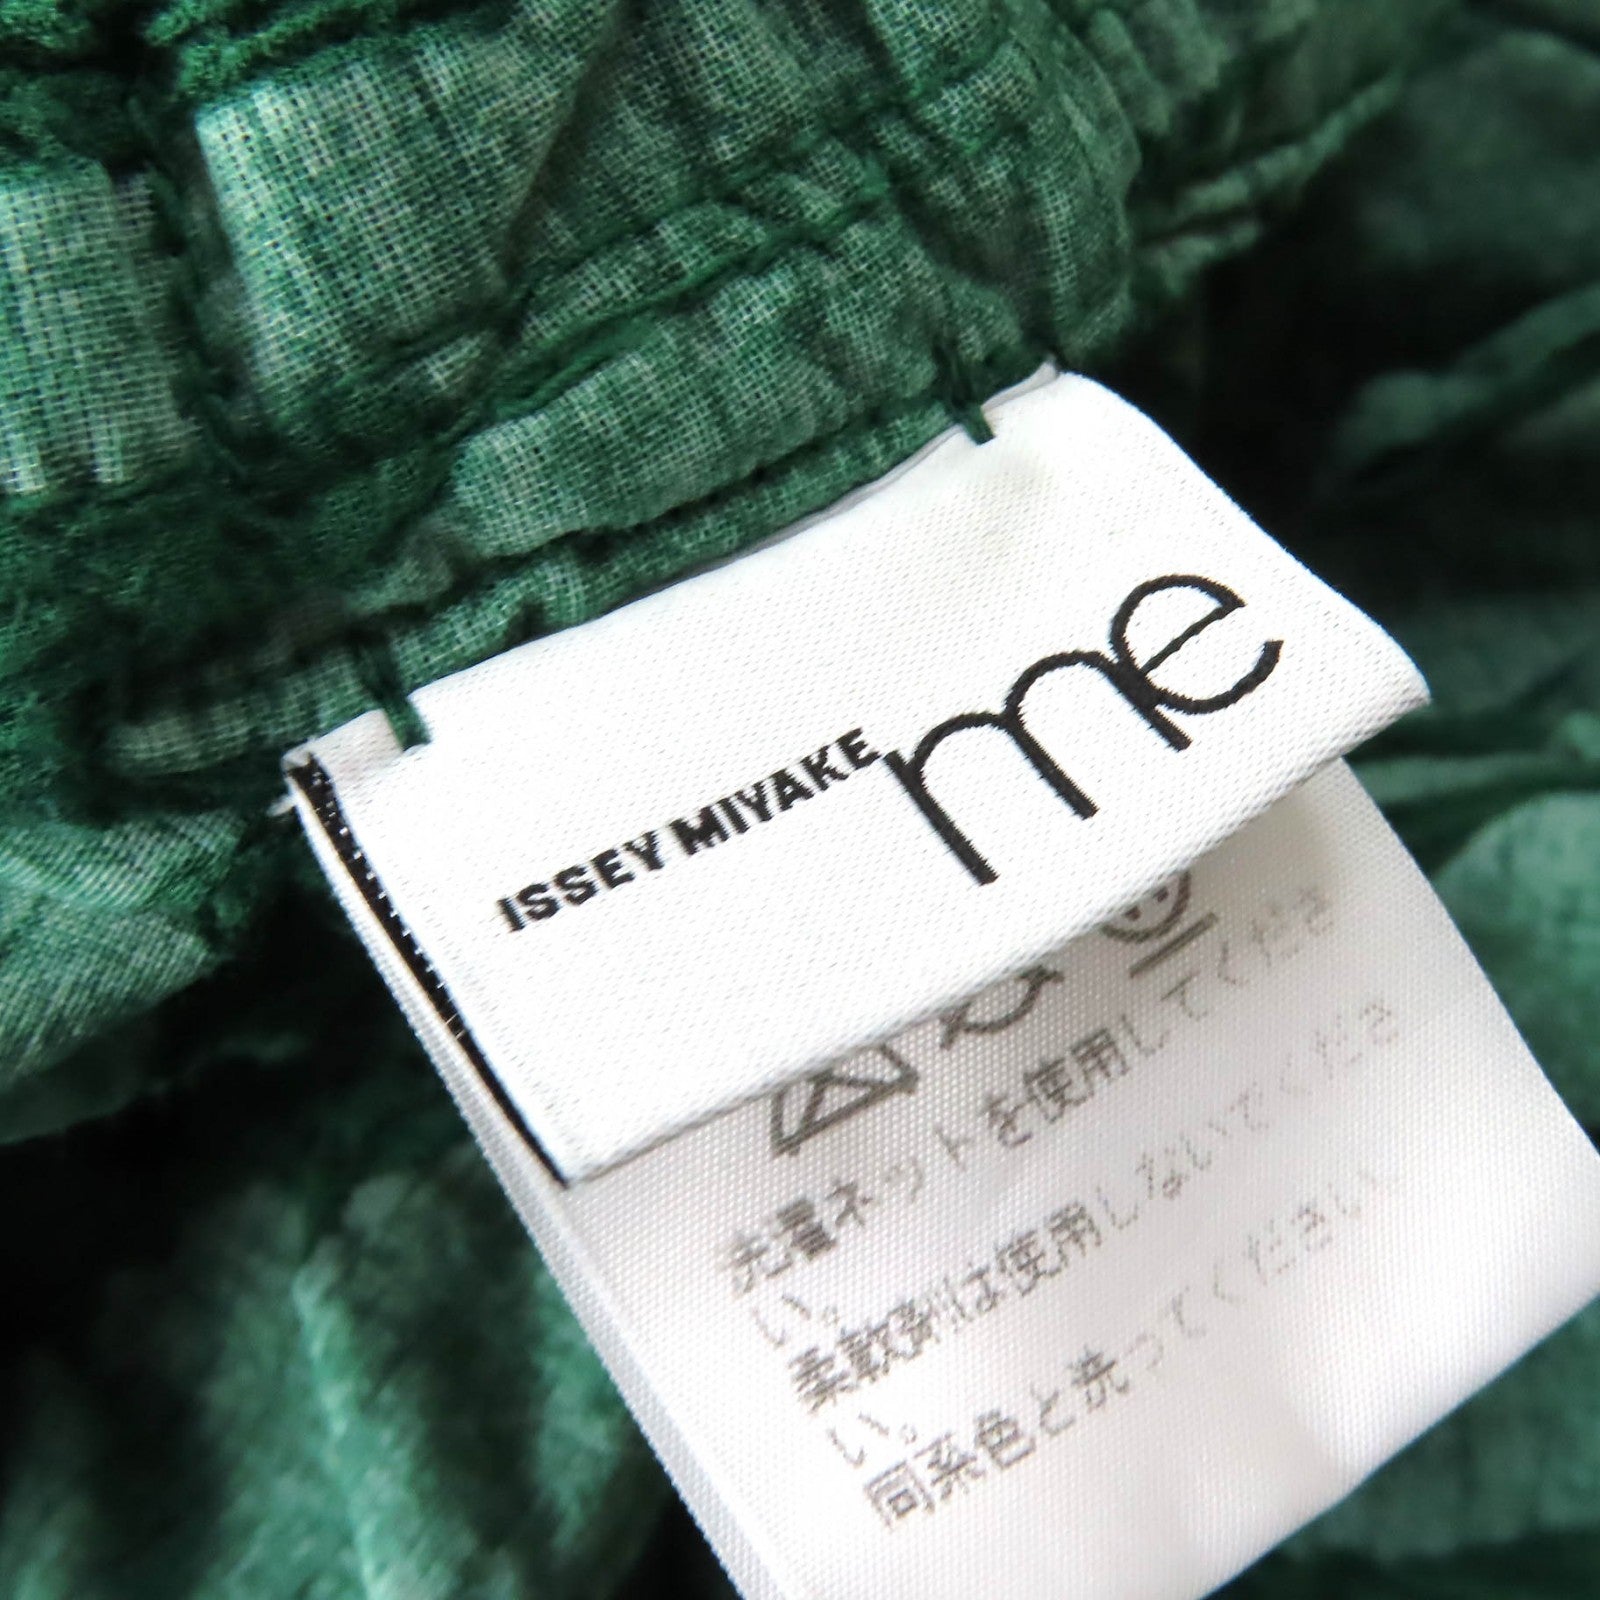 ISSEY MIYAKE me
洗濯ネットを使用してくださ
い。
柔軟剤は使用しないでくださ
い。
同系色と洗ってください。